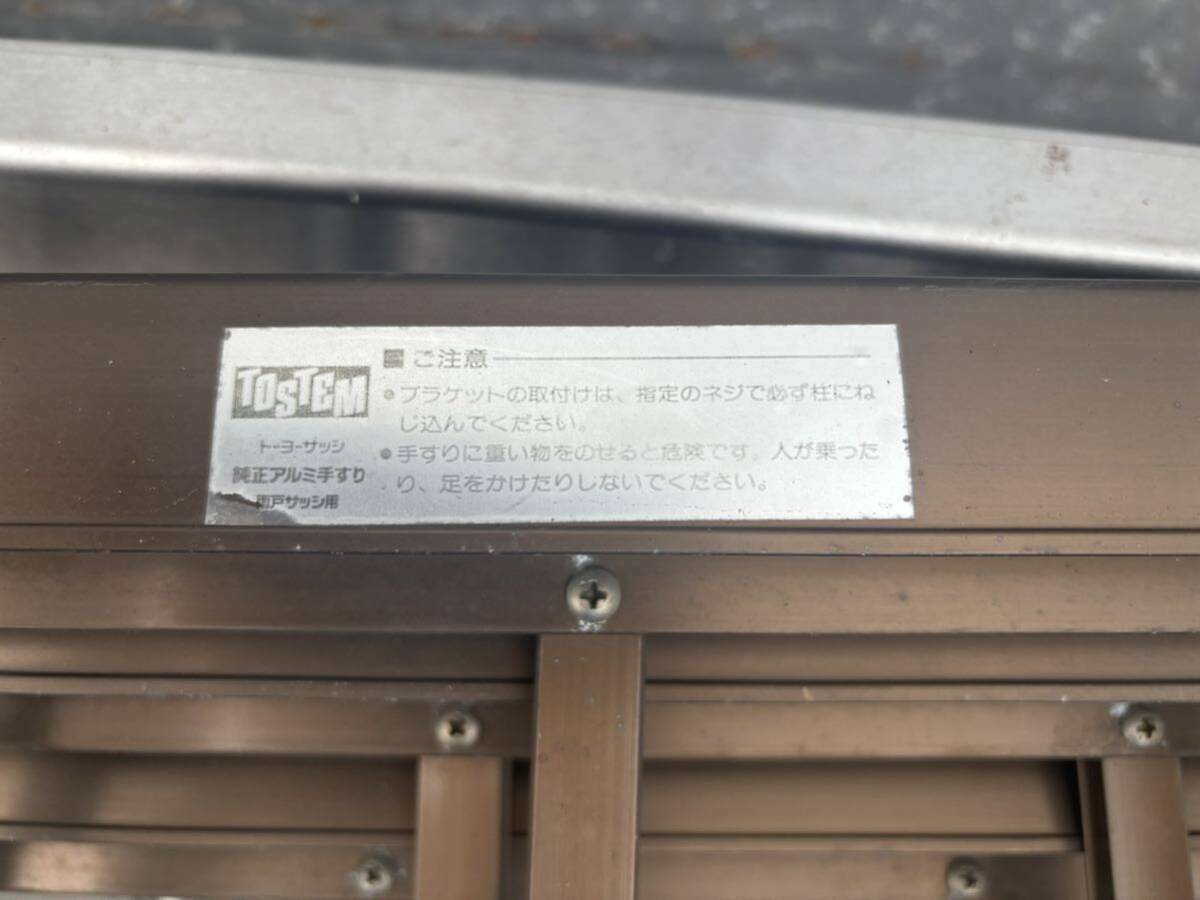 TOSTEM
トーヨーサッシ
純正アルミ手すり
雨戸サッシ用
■ご注意
●ブラケットの取付けは、指定のネジで必ず柱にね
じ込んでください。
●手すりに重い物をのせると危険です。人が乗った
り、足をかけたりしないでください。